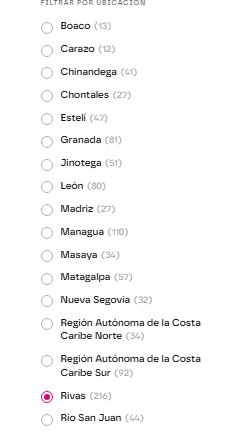 FILTRAR POR UBICACIÓN
Boaco (13)
Carazo (12)
Chinandega (41)
Chontales (27)
Estelí (47)
Granada (81)
Jinotega (51)
León (80)
Madriz (27)
Managua (110)
Masaya (34)
Matagalpa (57)
Nueva Segovia (32)
Región Autónoma de la Costa
Caribe Norte (34)
Región Autónoma de la Costa
Caribe Sur (92)
Rivas (216)
Río San Juan (44)